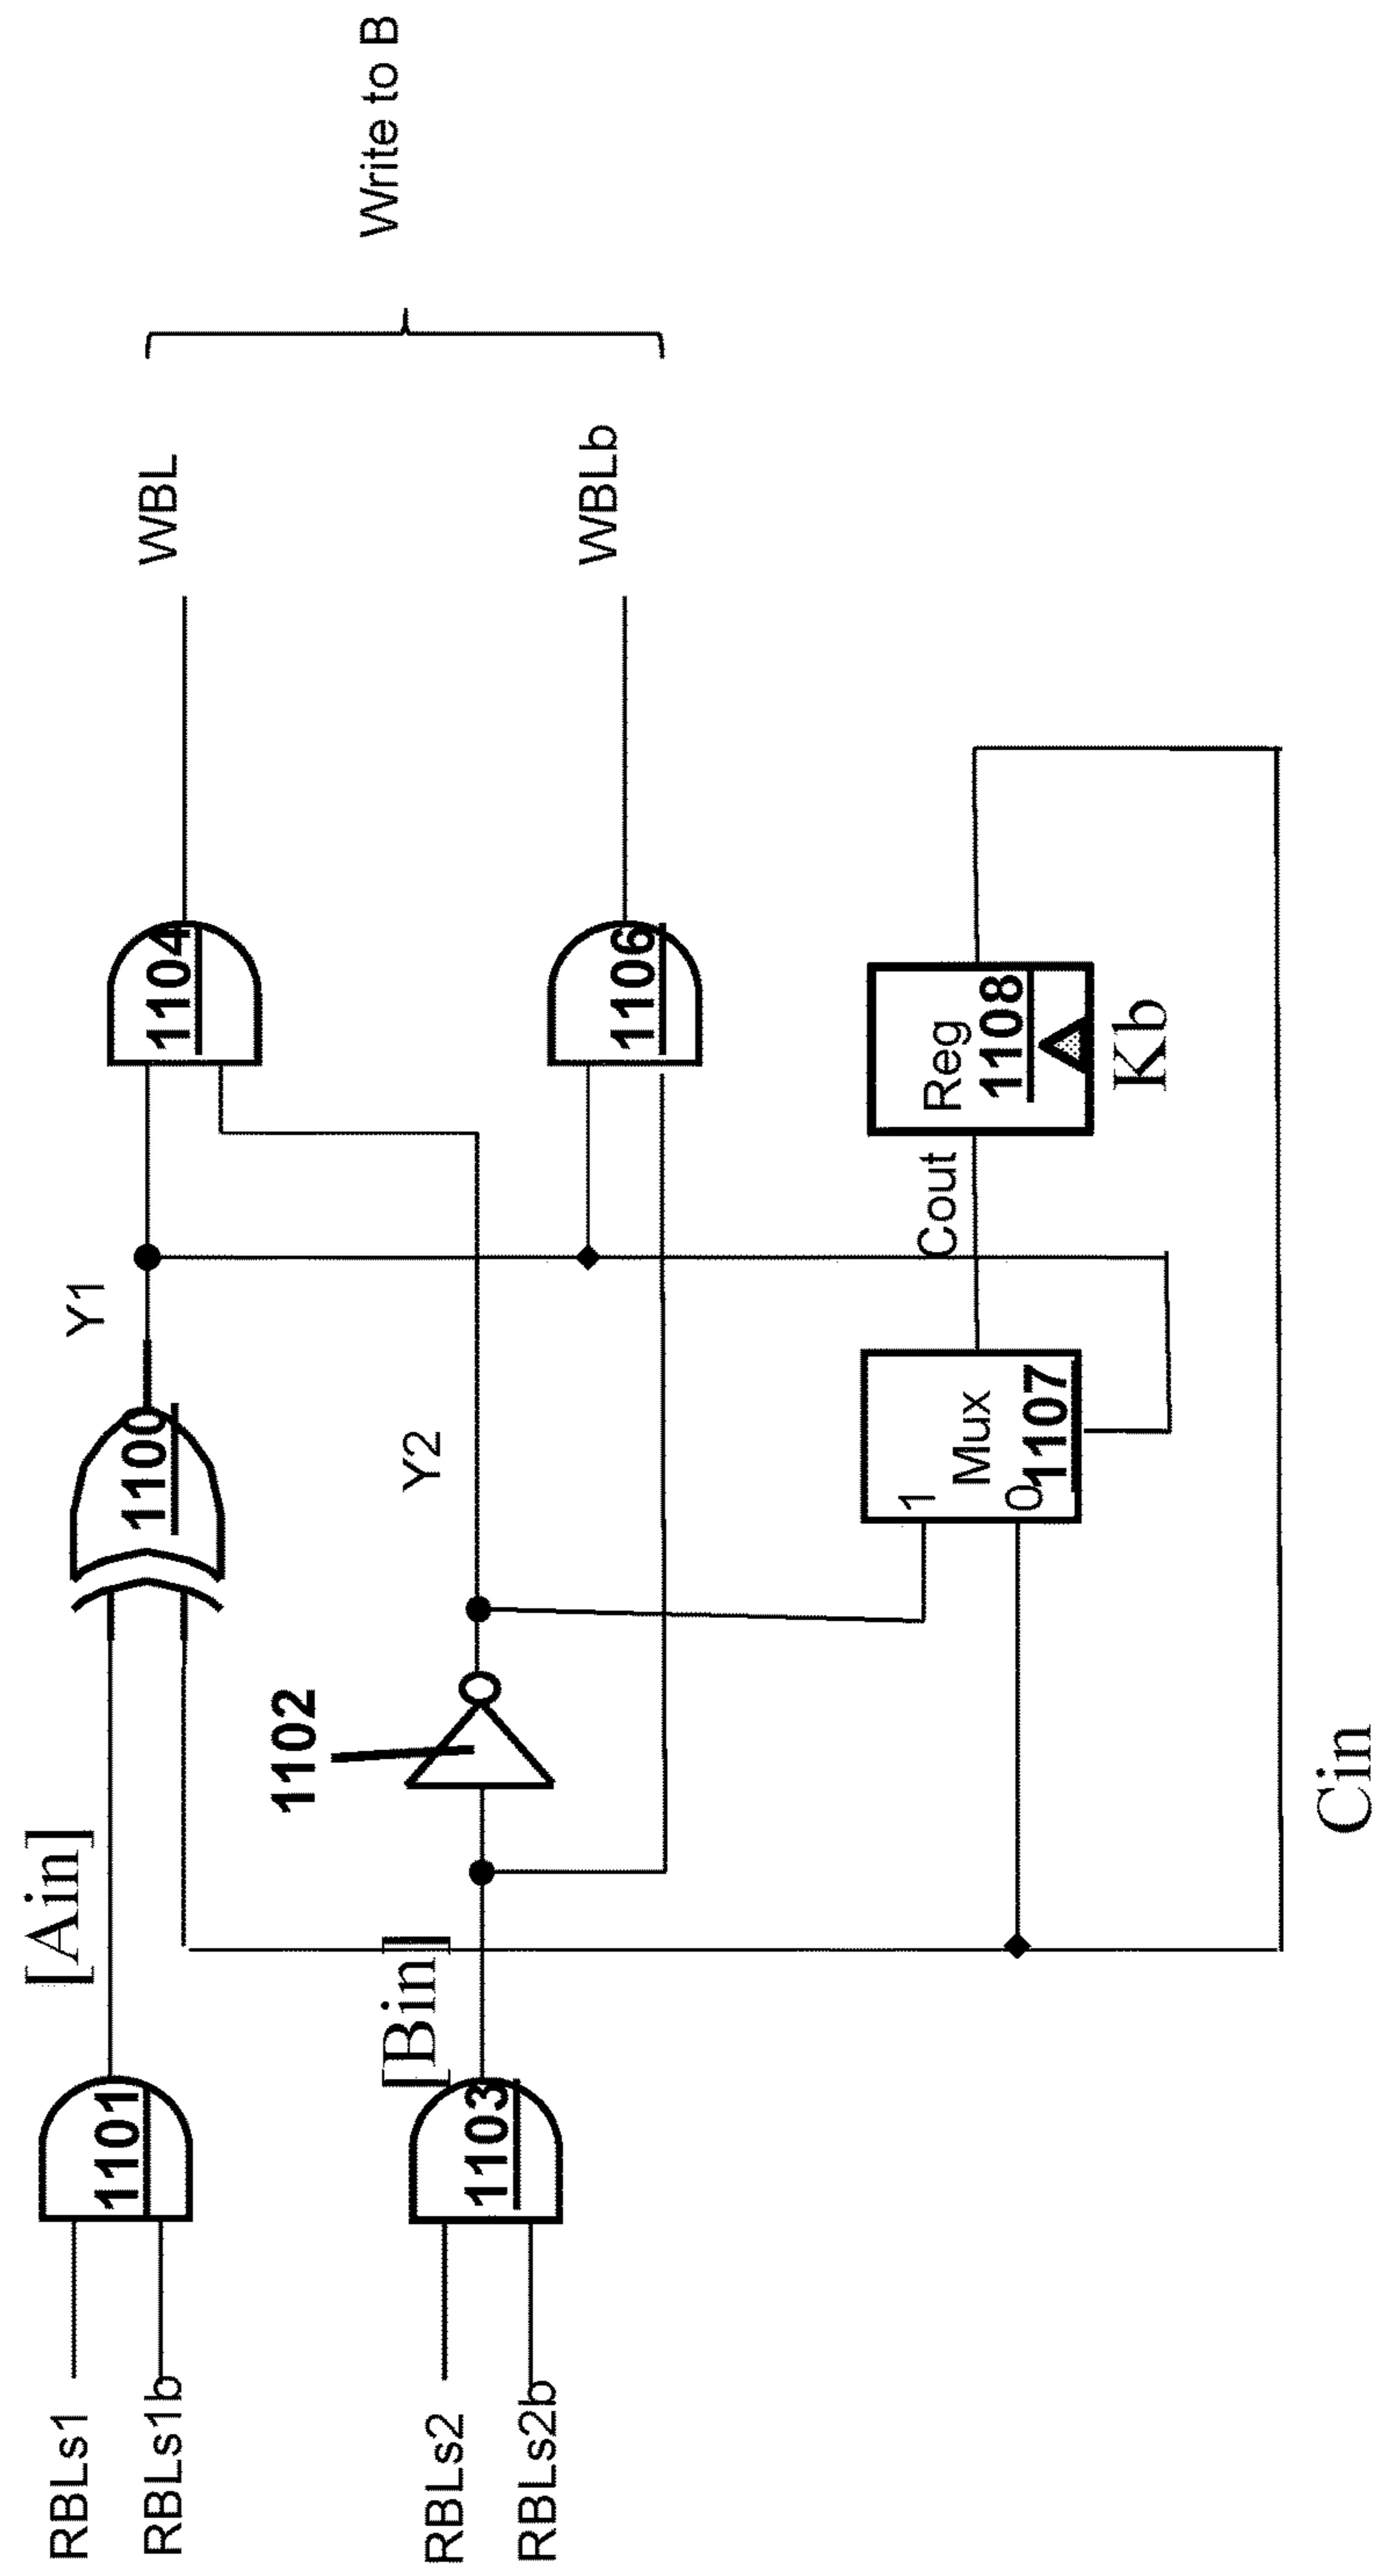 RBLs1
RBLs1b
1101
[Ain]
1100
Y1
1104
WBL
Write to B
RBLs2
RBLs2b
1103
[Bin]
1102
Y2
1106
WBLb
1
Mux
0
1107
Cout
Reg
1108
Kb
Cin